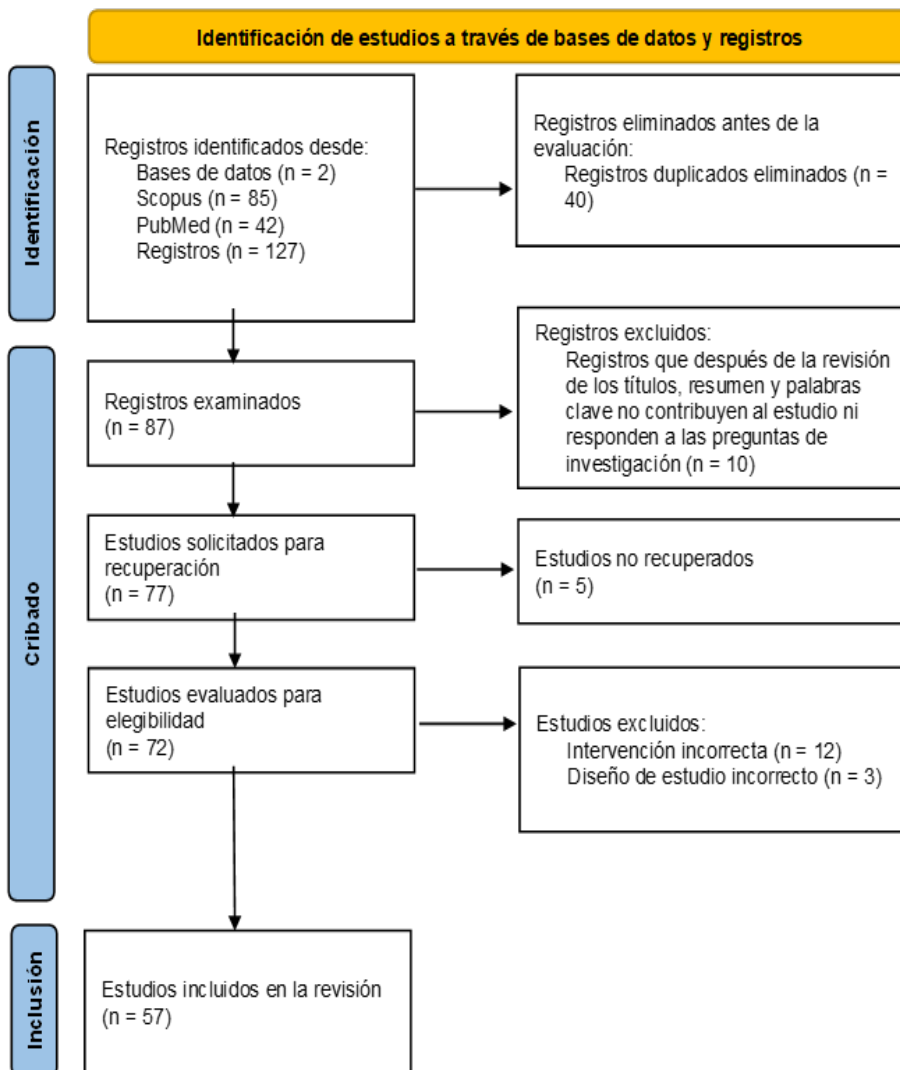 Identificación de estudios a través de bases de datos y registros
Identificación
Registros identificados desde:
Bases de datos (n = 2)
Scopus (n = 85)
PubMed (n = 42)
Registros (n = 127)
Registros eliminados antes de la
evaluación:
Registros duplicados eliminados (n =
40)
Cribado
Registros examinados
(n = 87)
Registros excluidos:
Registros que después de la revisión
de los títulos, resumen y palabras
clave no contribuyen al estudio ni
responden a las preguntas de
investigación (n = 10)
Estudios solicitados para
recuperación
(n = 77)
Estudios no recuperados
(n = 5)
Estudios evaluados para
elegibilidad
(n = 72)
Estudios excluidos:
Intervención incorrecta (n = 12)
Diseño de estudio incorrecto (n = 3)
Inclusión
Estudios incluidos en la revisión
(n = 57)